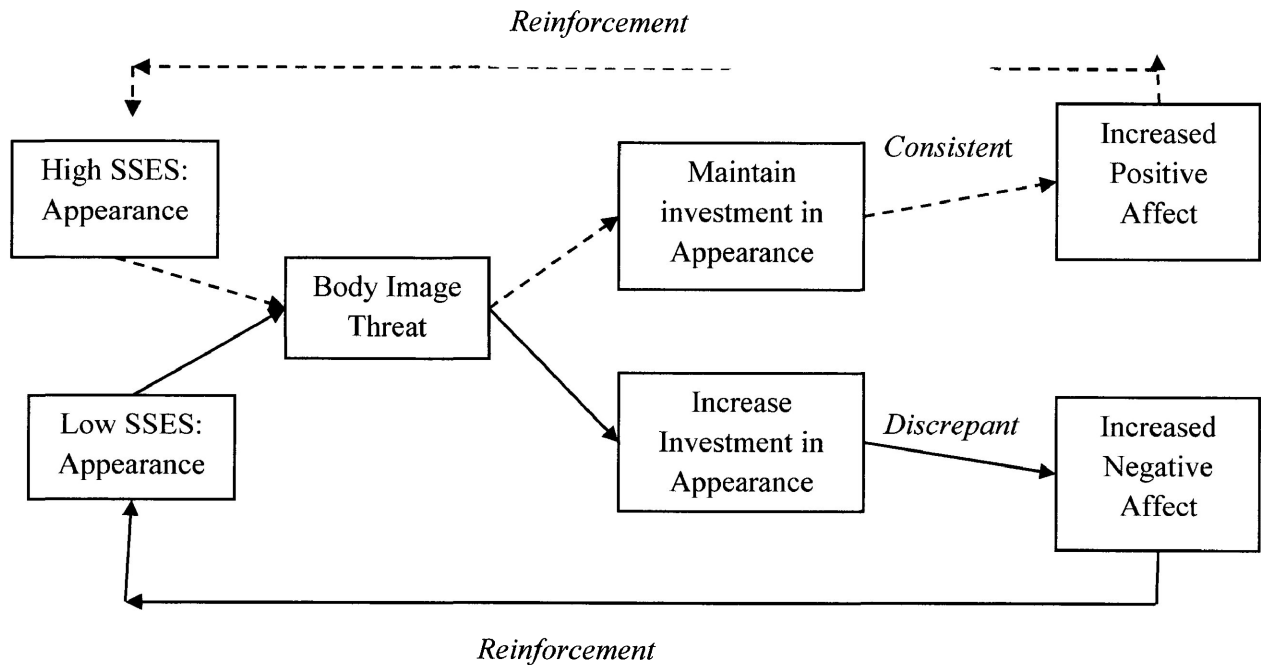 Reinforcement
High SSES:
Appearance
Body Image
Threat
Low SSES:
Appearance
Maintain
investment in
Appearance
Consistent
Increased
Positive
Affect
Increase
Investment in
Appearance
Discrepant
Increased
Negative
Affect
Reinforcement